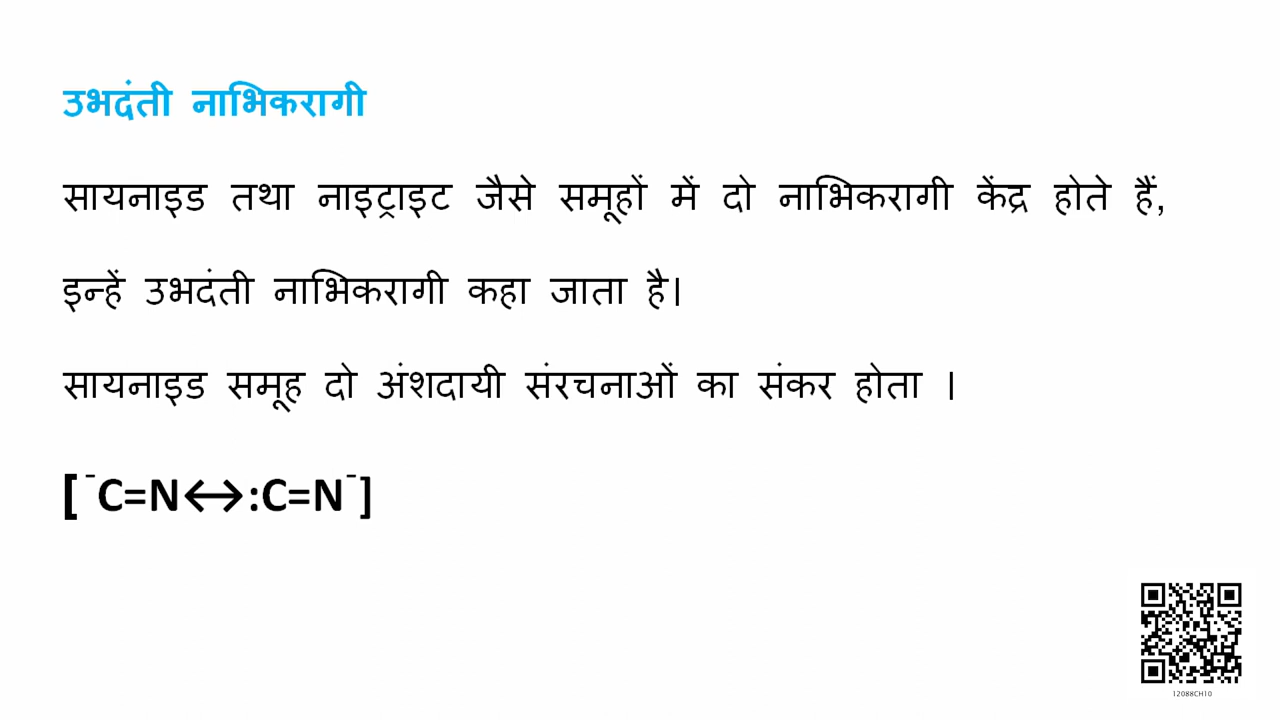 उभदंती नाभिकरागी
सायनाइड तथा नाइट्राइट जैसे समूहों में दो नाभिकरागी केंद्र होते हैं,
इन्हें उभदंती नाभिकरागी कहा जाता है।
सायनाइड समूह दो अंशदायी संरचनाओं का संकर होता ।
[⁻C=N↔:C=N⁻]
12088CH10